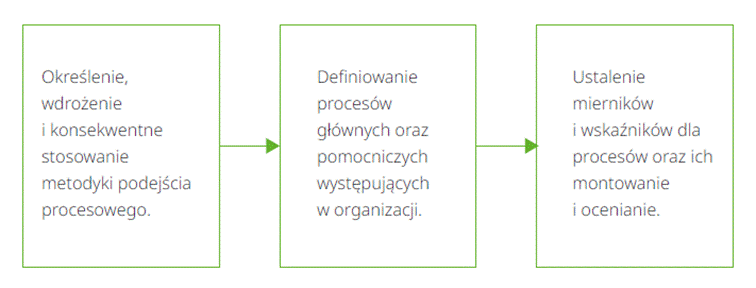 Określenie,
wdrożenie
i konsekwentne
stosowanie
metodyki podejścia
procesowego.
Definiowanie
procesów
głównych oraz
pomocniczych
występujących
w organizacji.
Ustalenie
mierników
i wskaźników dla
procesów oraz ich
montowanie
i ocenianie.